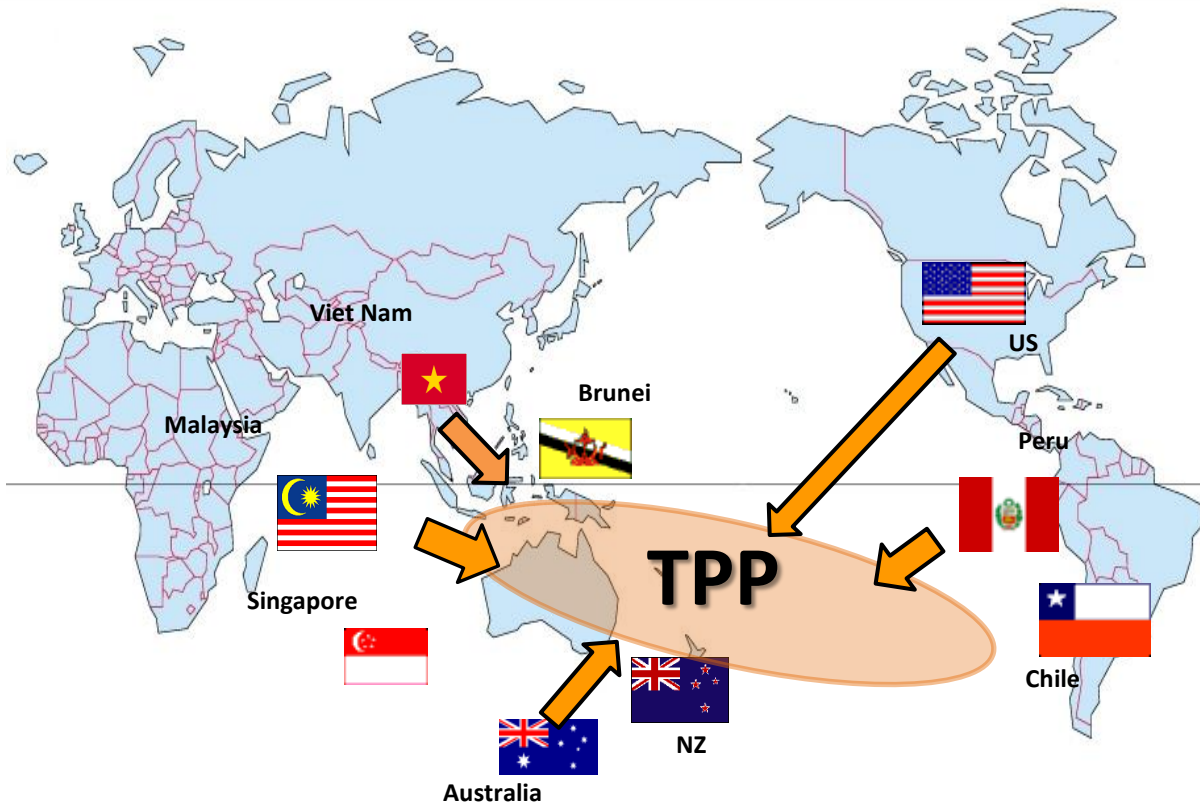 Viet Nam
US
Brunei
Malaysia
Peru
TPP
Singapore
Chile
NZ
Australia